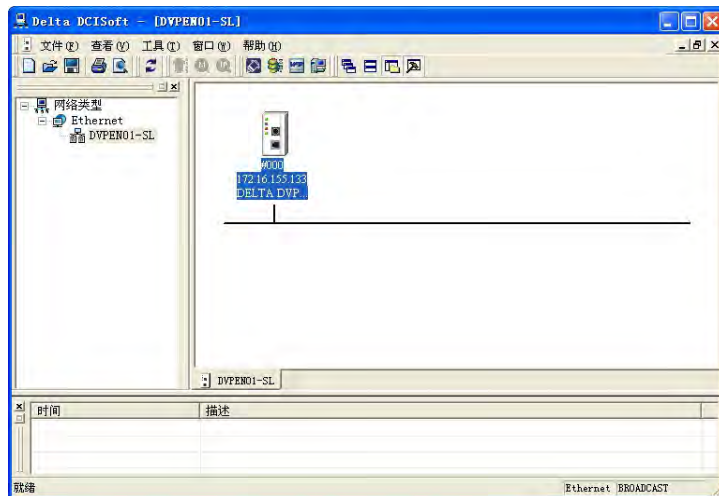 Delta DCISoft - [DVPEN01-SL]
文件(F) 查看(V) 工具(T) 窗口(W) 帮助(H)
网络类型
Ethernet
DVPEN01-SL
#000
172.16.155.133
DELTA DVP...
DVPEN01-SL
时间 描述
就绪 Ethernet BROADCAST